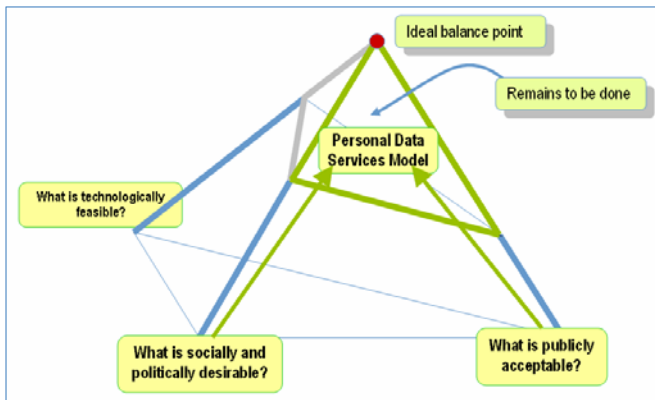 Ideal balance point
Remains to be done
Personal Data
Services Model
What is technologically
feasible?
What is socially and
politically desirable?
What is publicly
acceptable?